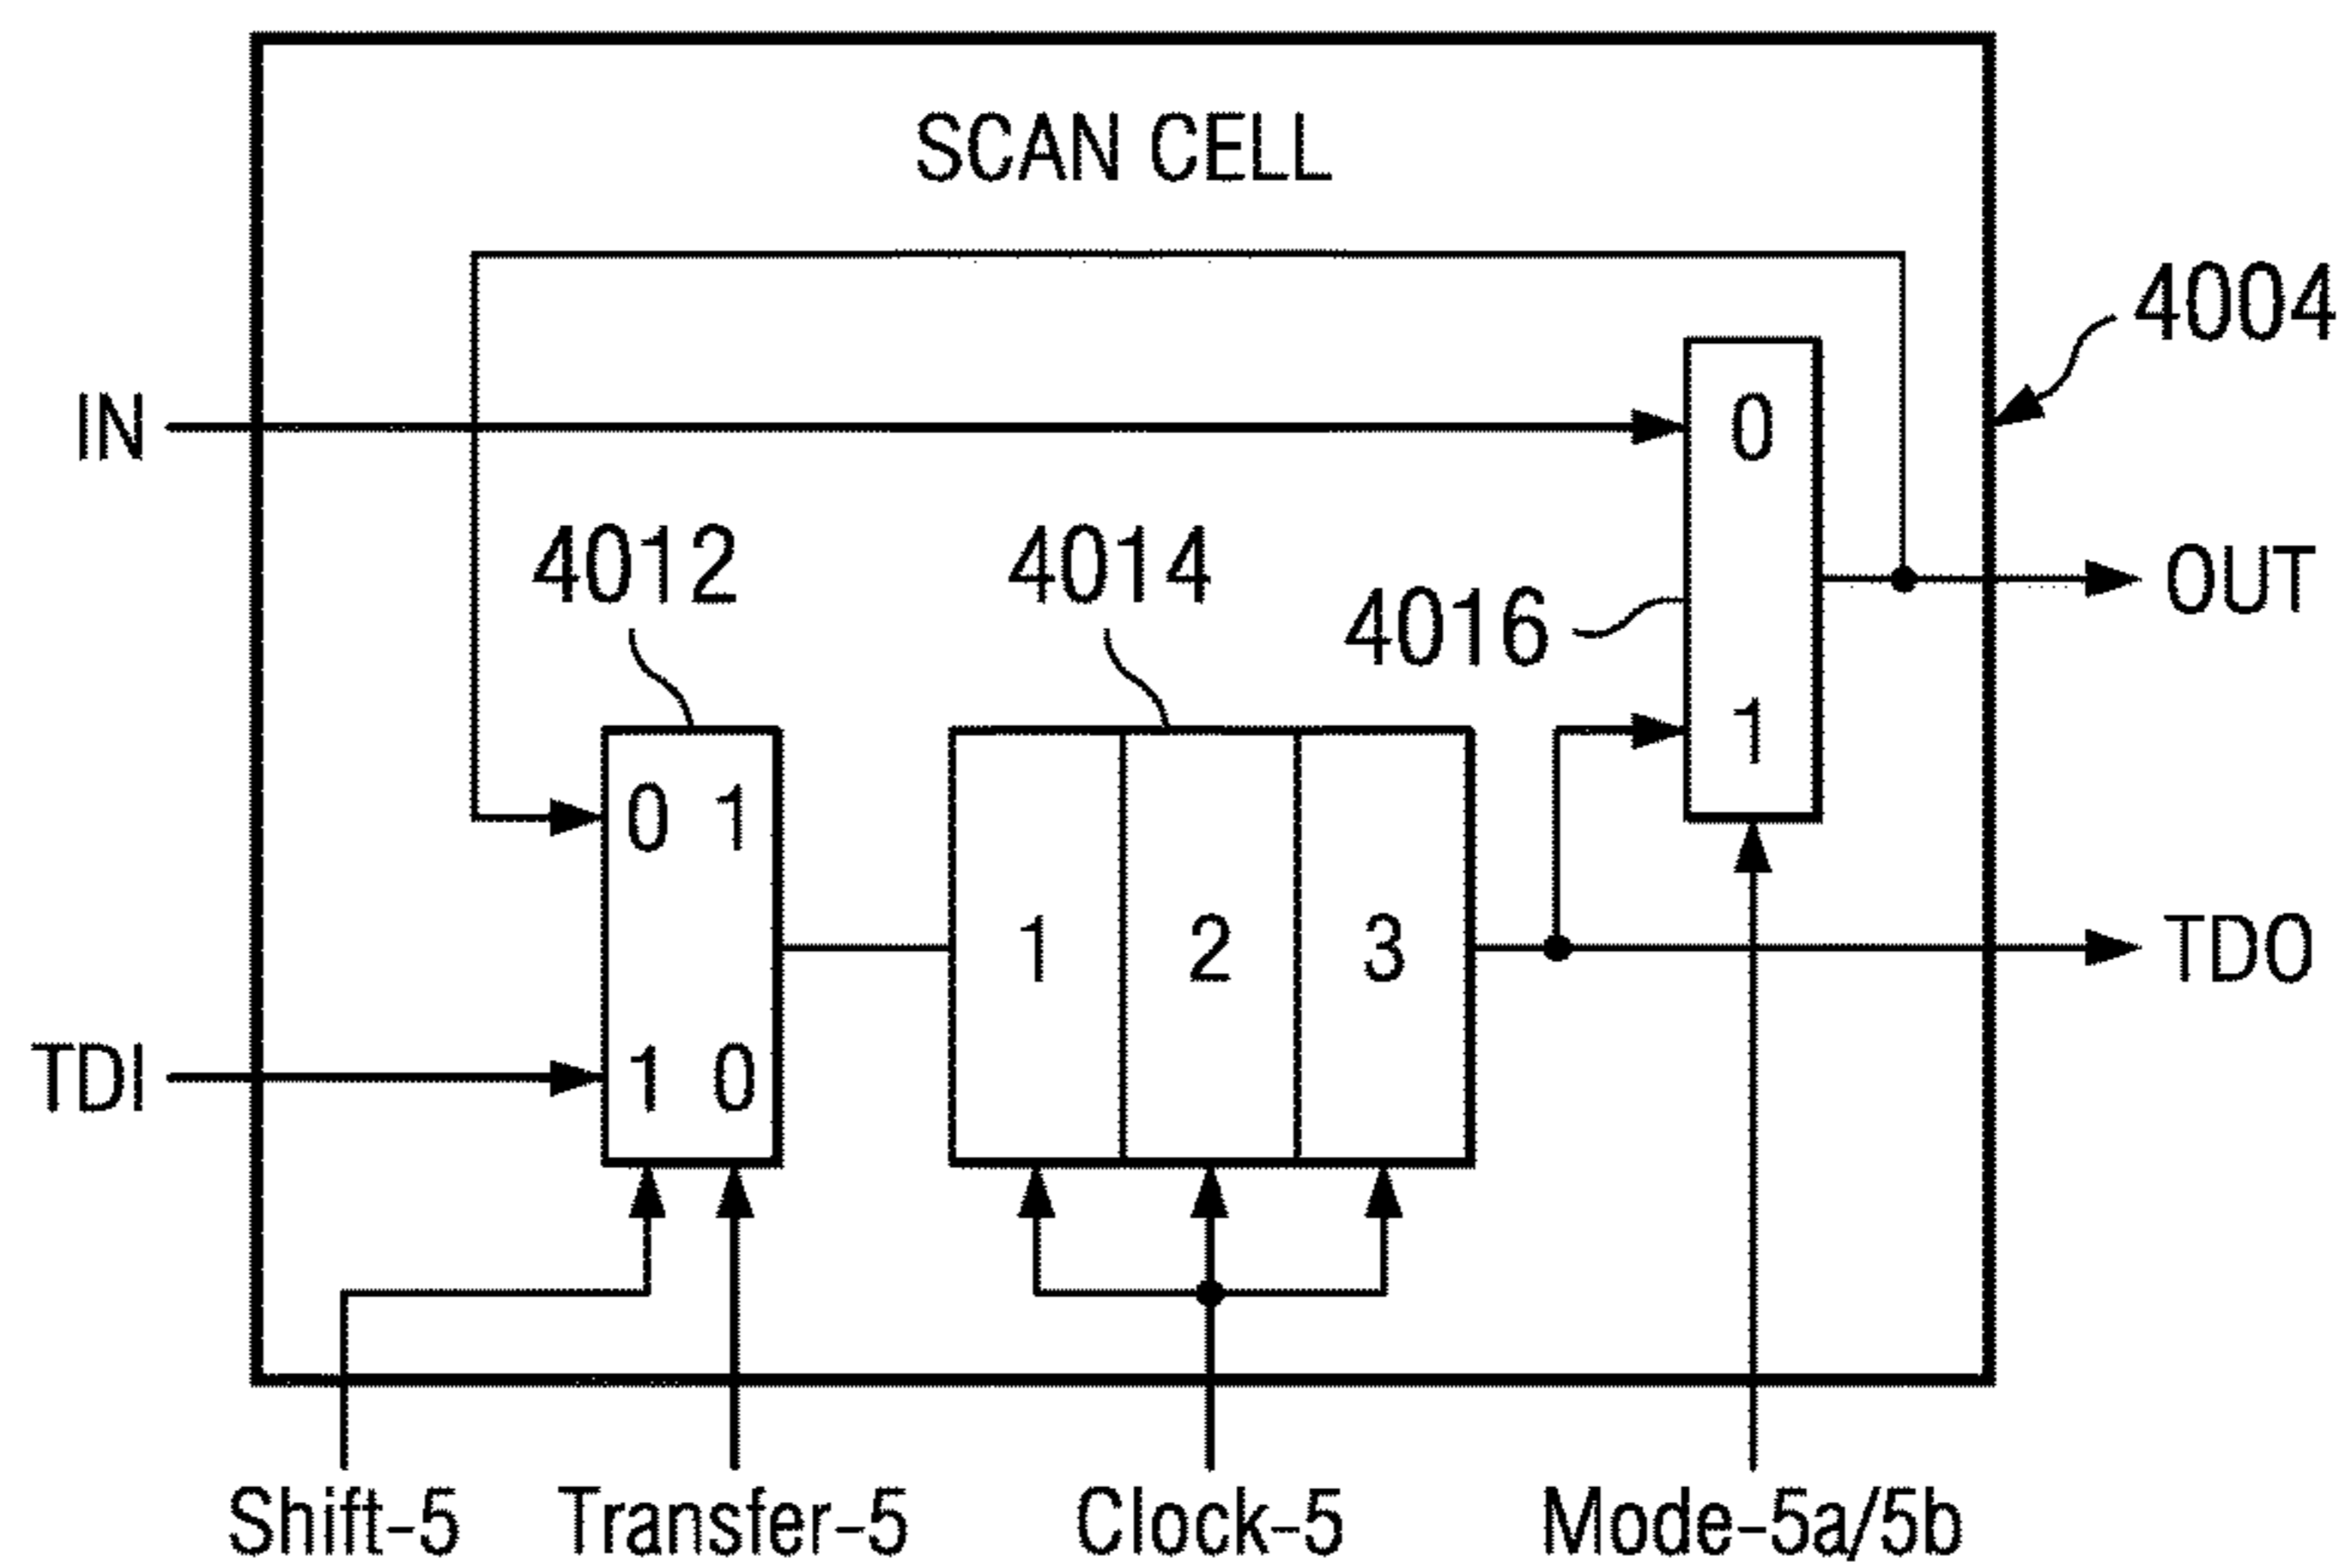 SCAN CELL
4004
IN
0
4012
4014
4016
OUT
0 1
1
1
2
3
TDO
TDI
1 0
Shift-5
Transfer-5
Clock-5
Mode-5a/5b